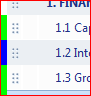 1. FINAN
1.1 Cap
1.2 Inte
1.3 Gro